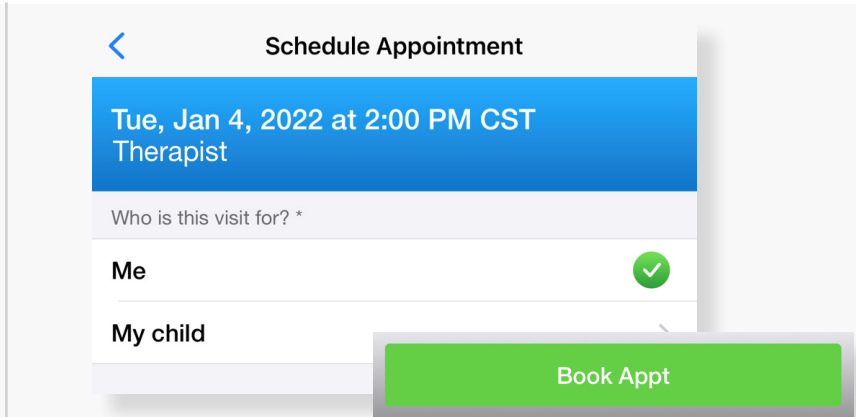 Schedule Appointment
Tue, Jan 4, 2022 at 2:00 PM CST
Therapist
Who is this visit for? *
Me
My child
Book Appt